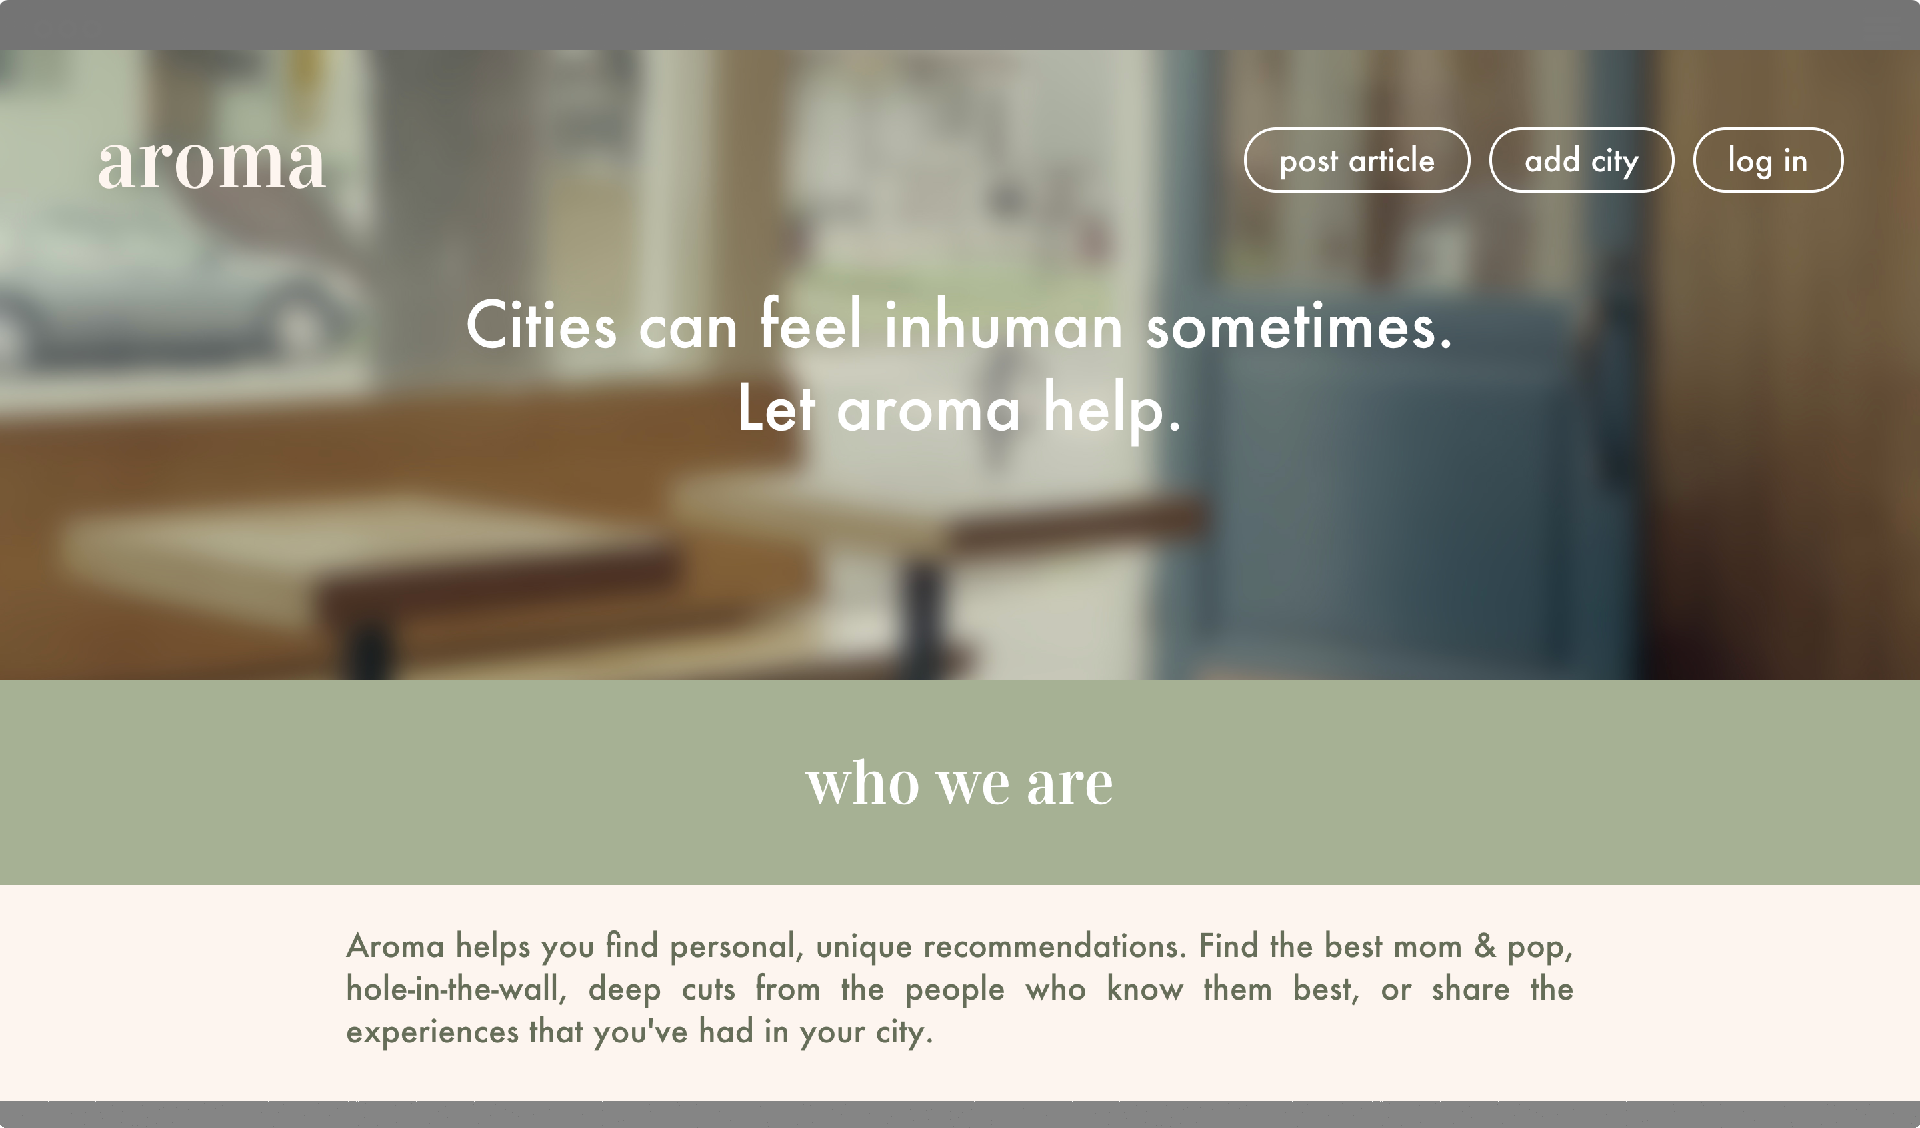 aroma
post article
add city
log in
Cities can feel inhuman sometimes.
Let aroma help.
who we are
Aroma helps you find personal, unique recommendations. Find the best mom & pop,
hole-in-the-wall, deep cuts from the people who know them best, or share the
experiences that you've had in your city.